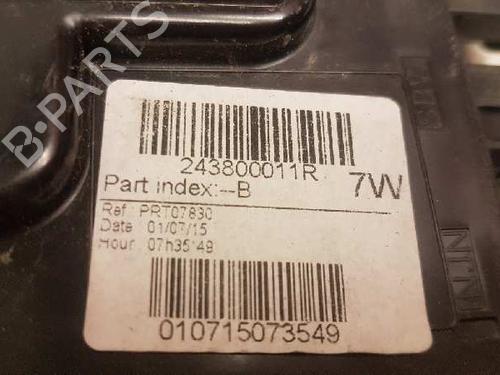 B-PARTS
243800011R
Part index:--B 7W
Ref : PRT07830
Date : 01/07/15
Hour : 07h35:49
010715073549